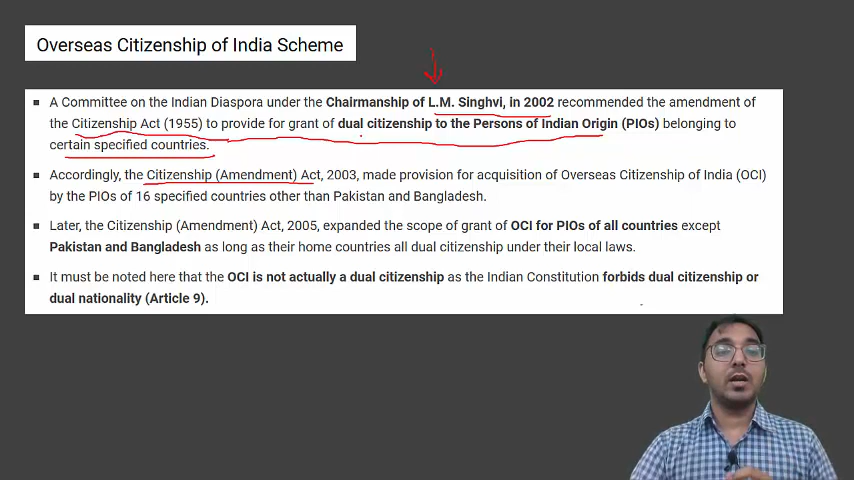 Overseas Citizenship of India Scheme
A Committee on the Indian Diaspora under the Chairmanship of L.M. Singhvi, in 2002 recommended the amendment of
the Citizenship Act (1955) to provide for grant of dual citizenship to the Persons of Indian Origin (PIOs) belonging to
certain specified countries.
Accordingly, the Citizenship (Amendment) Act, 2003, made provision for acquisition of Overseas Citizenship of India (OCI)
by the PIOs of 16 specified countries other than Pakistan and Bangladesh.
Later, the Citizenship (Amendment) Act, 2005, expanded the scope of grant of OCI for PIOs of all countries except
Pakistan and Bangladesh as long as their home countries all dual citizenship under their local laws.
It must be noted here that the OCI is not actually a dual citizenship as the Indian Constitution forbids dual citizenship or
dual nationality (Article 9).